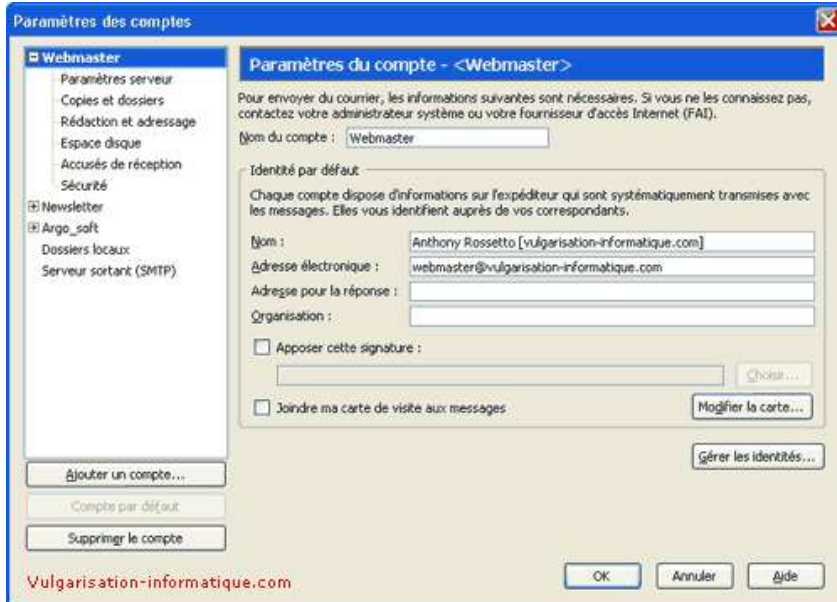 Paramètres des comptes
Webmaster
Paramètres serveur
Copies et dossiers
Rédaction et adressage
Espace disque
Accusés de réception
Sécurité
Newsletter
Argo_soft
Dossiers locaux
Serveur sortant (SMTP)
Ajouter un compte...
Compte par défaut
Supprimer le compte
Vulgarisation-informatique.com
Paramètres du compte - <Webmaster>
Pour envoyer du courrier, les informations suivantes sont nécessaires. Si vous ne les connaissez pas,
contactez votre administrateur système ou votre fournisseur d'accès Internet (FAI).
Nom du compte : Webmaster
Identité par défaut
Chaque compte dispose d'informations sur l'expéditeur qui sont systématiquement transmises avec
les messages. Elles vous identifient auprès de vos correspondants.
Nom : Anthony Rossetto [vulgarisation-informatique.com]
Adresse électronique : webmaster@vulgarisation-informatique.com
Adresse pour la réponse :
Organisation :
Apposer cette signature :
Choisir...
Joindre ma carte de visite aux messages
Modifier la carte...
Gérer les identités...
OK
Annuler
Aide